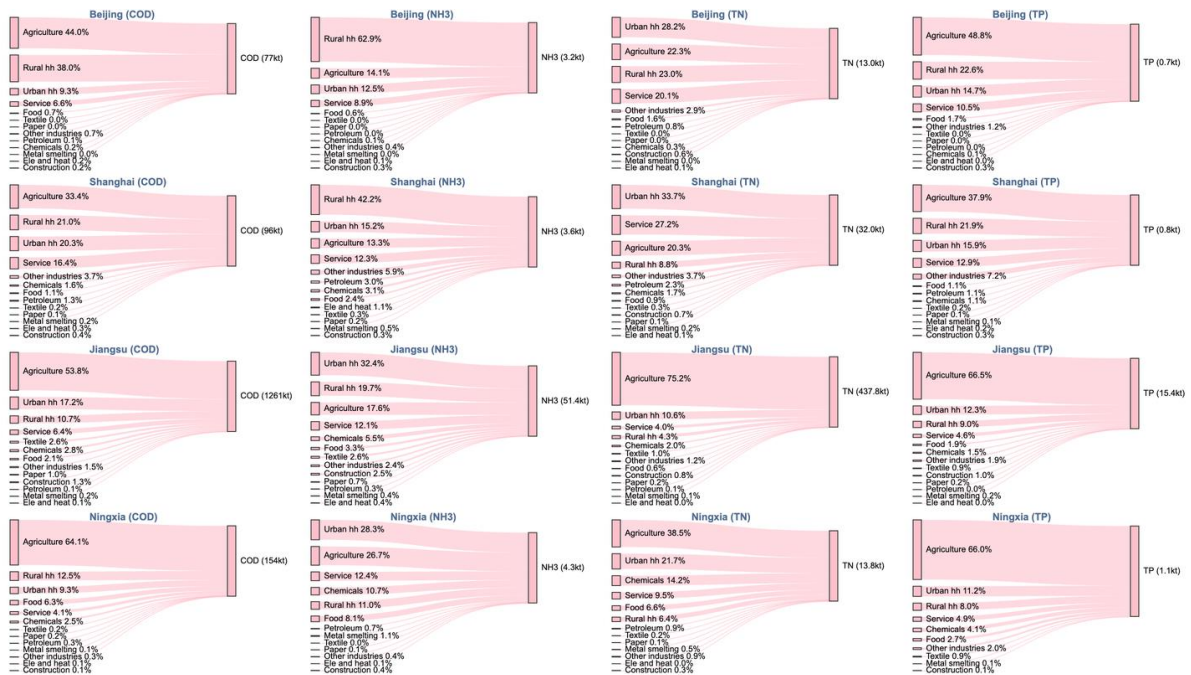 Beijing (COD)
Agriculture 44.0%
Rural hh 38.0%
Urban hh 9.3%
Service 6.6%
Food 0.7%
Textile 0.0%
Paper 0.0%
Other industries 0.7%
Petroleum 0.1%
Chemicals 0.2%
Metal smelting 0.0%
Ele and heat 0.2%
Construction 0.2%
COD (77kt)
Beijing (NH3)
Rural hh 62.9%
Agriculture 14.1%
Urban hh 12.5%
Service 8.9%
Food 0.6%
Textile 0.0%
Paper 0.0%
Petroleum 0.0%
Chemicals 0.1%
Other industries 0.4%
Metal smelting 0.0%
Ele and heat 0.1%
Construction 0.3%
NH3 (3.2kt)
Beijing (TN)
Urban hh 28.2%
Agriculture 22.3%
Rural hh 23.0%
Service 20.1%
Other industries 2.9%
Food 1.6%
Petroleum 0.8%
Textile 0.0%
Paper 0.0%
Chemicals 0.3%
Construction 0.6%
Metal smelting 0.0%
Ele and heat 0.1%
TN (13.0kt)
Beijing (TP)
Agriculture 48.8%
Rural hh 22.6%
Urban hh 14.7%
Service 10.5%
Food 1.7%
Other industries 1.2%
Textile 0.0%
Paper 0.0%
Petroleum 0.0%
Chemicals 0.1%
Ele and heat 0.0%
Construction 0.3%
TP (0.7kt)
Shanghai (COD)
Agriculture 33.4%
Rural hh 21.0%
Urban hh 20.3%
Service 16.4%
Other industries 3.7%
Chemicals 1.6%
Food 1.1%
Petroleum 1.3%
Textile 0.2%
Paper 0.1%
Metal smelting 0.2%
Ele and heat 0.3%
Construction 0.4%
COD (96kt)
Shanghai (NH3)
Rural hh 42.2%
Urban hh 15.2%
Agriculture 13.3%
Service 12.3%
Other industries 5.9%
Petroleum 3.0%
Chemicals 3.1%
Food 2.4%
Ele and heat 1.1%
Textile 0.3%
Paper 0.2%
Metal smelting 0.5%
Construction 0.3%
NH3 (3.6kt)
Shanghai (TN)
Urban hh 33.7%
Service 27.2%
Agriculture 20.3%
Rural hh 8.8%
Other industries 3.7%
Petroleum 2.3%
Chemicals 1.7%
Food 0.9%
Textile 0.3%
Construction 0.7%
Paper 0.1%
Metal smelting 0.2%
Ele and heat 0.1%
TN (32.0kt)
Shanghai (TP)
Agriculture 37.9%
Rural hh 21.9%
Urban hh 15.9%
Service 12.9%
Other industries 7.2%
Food 1.1%
Petroleum 1.1%
Chemicals 1.1%
Textile 0.2%
Paper 0.1%
Metal smelting 0.1%
Ele and heat 0.2%
Construction 0.3%
TP (0.8kt)
Jiangsu (COD)
Agriculture 53.8%
Urban hh 17.2%
Rural hh 10.7%
Service 6.4%
Textile 2.6%
Chemicals 2.8%
Food 2.1%
Other industries 1.5%
Paper 1.0%
Construction 1.3%
Petroleum 0.1%
Metal smelting 0.2%
Ele and heat 0.1%
COD (1261kt)
Jiangsu (NH3)
Urban hh 32.4%
Rural hh 19.7%
Agriculture 17.6%
Service 12.1%
Chemicals 5.5%
Food 3.3%
Textile 2.6%
Other industries 2.4%
Construction 2.5%
Paper 0.7%
Petroleum 0.3%
Metal smelting 0.4%
Ele and heat 0.4%
NH3 (51.4kt)
Jiangsu (TN)
Agriculture 75.2%
Urban hh 10.6%
Service 4.0%
Rural hh 4.3%
Chemicals 2.0%
Textile 1.0%
Other industries 1.2%
Food 0.6%
Construction 0.8%
Paper 0.2%
Petroleum 0.1%
Metal smelting 0.1%
Ele and heat 0.0%
TN (437.8kt)
Jiangsu (TP)
Agriculture 66.5%
Urban hh 12.3%
Rural hh 9.0%
Service 4.6%
Food 1.9%
Chemicals 1.5%
Other industries 1.9%
Textile 0.9%
Construction 1.0%
Paper 0.2%
Petroleum 0.0%
Metal smelting 0.2%
Ele and heat 0.0%
TP (15.4kt)
Ningxia (COD)
Agriculture 64.1%
Rural hh 12.5%
Urban hh 9.3%
Food 6.3%
Service 4.1%
Chemicals 2.5%
Textile 0.2%
Paper 0.2%
Petroleum 0.3%
Metal smelting 0.1%
Other industries 0.3%
Ele and heat 0.1%
Construction 0.1%
COD (154kt)
Ningxia (NH3)
Urban hh 28.3%
Agriculture 26.7%
Service 12.4%
Chemicals 10.7%
Rural hh 11.0%
Food 8.1%
Petroleum 0.7%
Metal smelting 1.1%
Textile 0.0%
Paper 0.1%
Other industries 0.4%
Ele and heat 0.1%
Construction 0.4%
NH3 (4.3kt)
Ningxia (TN)
Agriculture 38.5%
Urban hh 21.7%
Chemicals 14.2%
Service 9.5%
Food 6.6%
Rural hh 6.4%
Petroleum 0.9%
Textile 0.2%
Paper 0.1%
Metal smelting 0.5%
Other industries 0.9%
Ele and heat 0.0%
Construction 0.3%
TN (13.8kt)
Ningxia (TP)
Agriculture 66.0%
Urban hh 11.2%
Rural hh 8.0%
Service 4.9%
Chemicals 4.1%
Food 2.7%
Other industries 2.0%
Textile 0.9%
Metal smelting 0.1%
Construction 0.1%
TP (1.1kt)